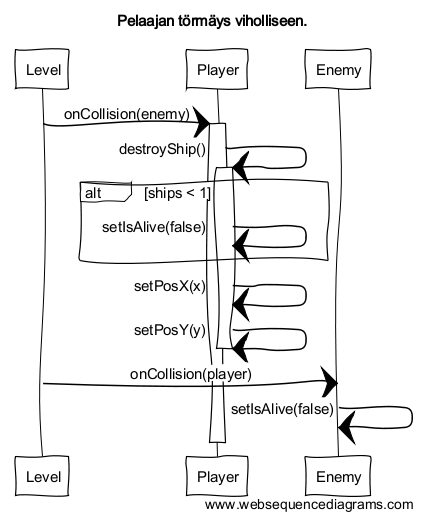 Pelaajan törmäys viholliseen.
Level Player Enemy
onCollision(enemy)
destroyShip()
alt [ships < 1]
setIsAlive(false)
setPosX(x)
setPosY(y)
onCollision(player)
setIsAlive(false)
Level Player Enemy
www.websequencediagrams.com